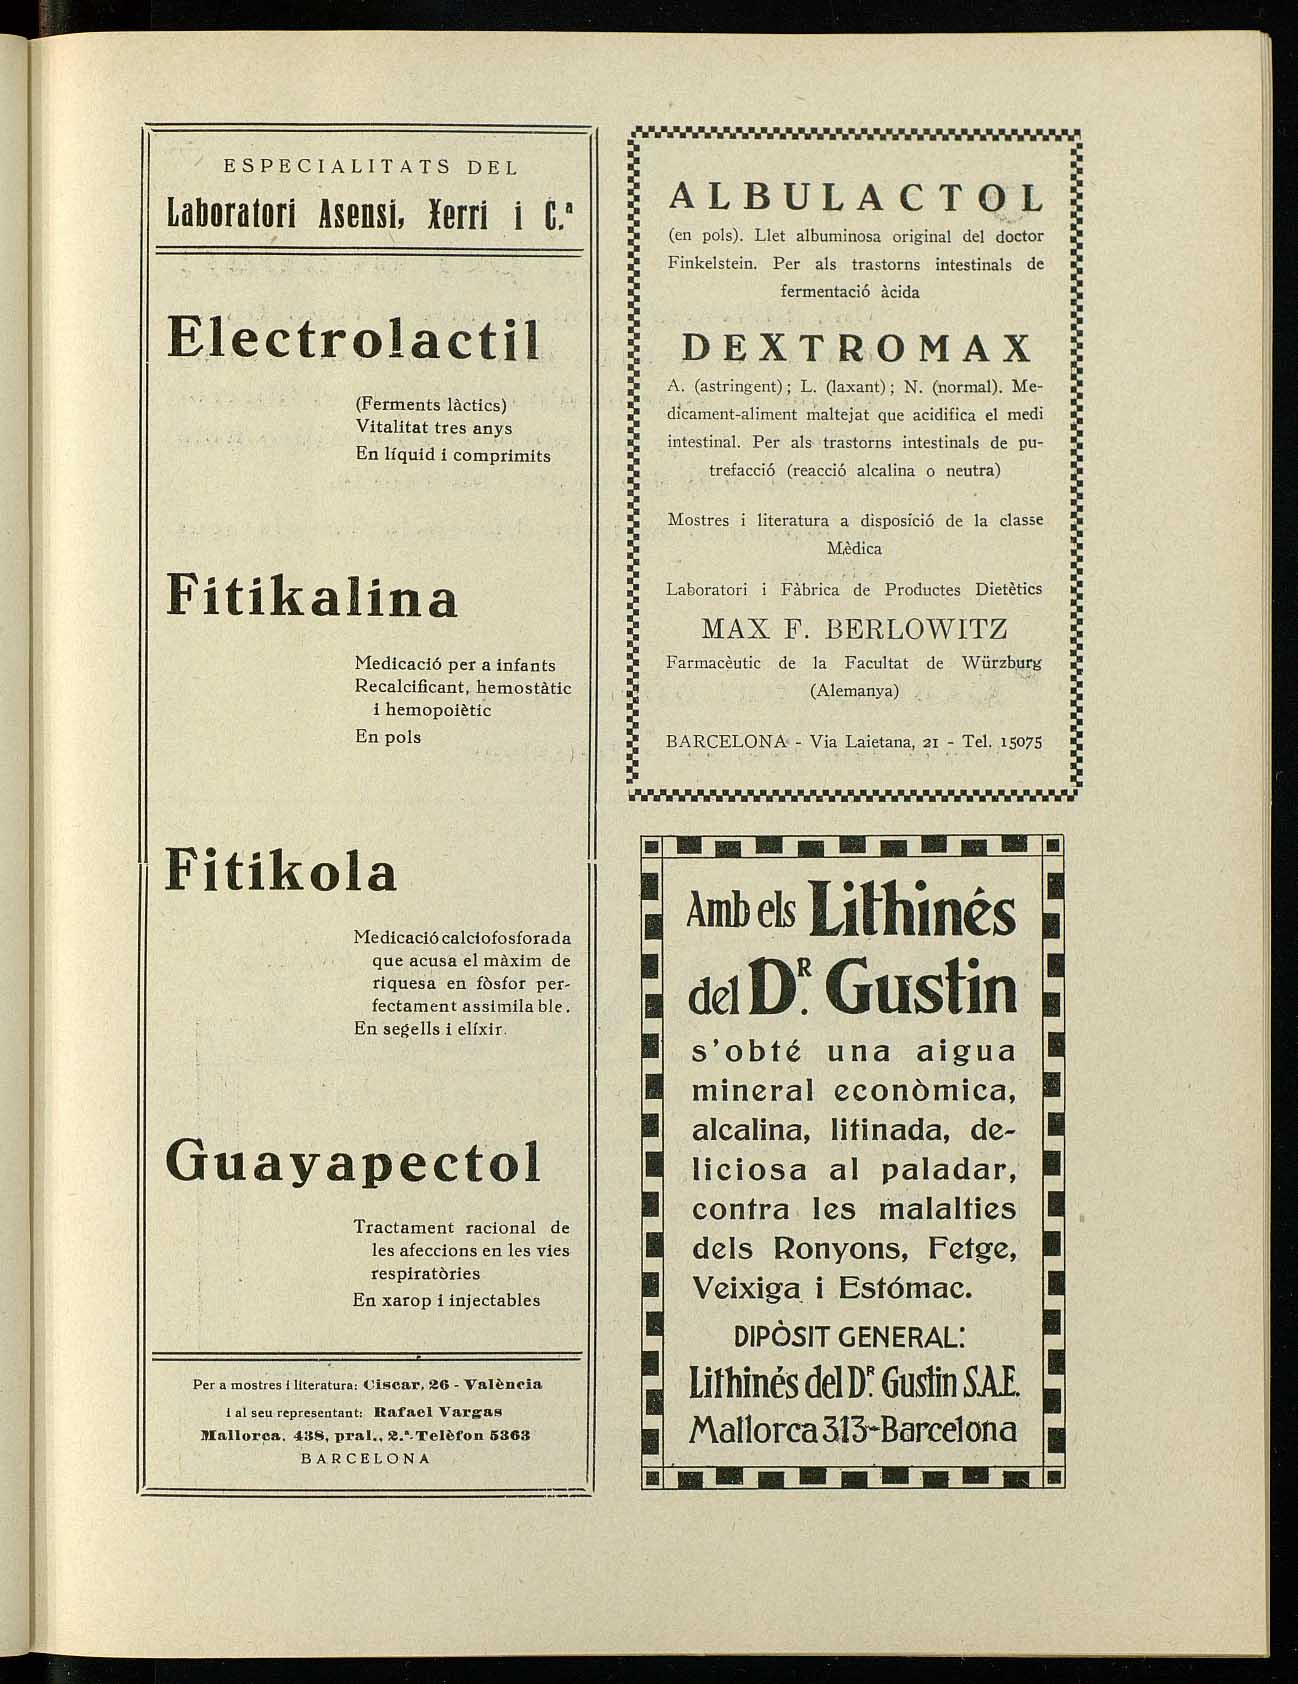 ESPECIALITATS DEL
Laboratori Asensi, Xerri i C.ª
Electrolactil
(Ferments làctics)
Vitalitat tres anys
En líquid i comprimits
Fitikalina
Medicació per a infants
Recalcificant, hemostàtic
i hemopoiètic
En pols
Fitikola
Medicació calciofosforada
que acusa el màxim de
riquesa en fòsfor per-
fectament assimilable.
En segells i elíxir.
Guayapectol
Tractament racional de
les afeccions en les vies
respiratòries
En xarop i injectables
Per a mostres i literatura: Ciscar, 26 - València
i al seu representant: Rafael Vargas
Mallorca, 438, pral., 2.ª-Telèfon 5363
BARCELONA
ALBULACTOL
(en pols). Llet albuminosa original del doctor
Finkelstein. Per als trastorns intestinals de
fermentació àcida
DEXTROMAX
A. (astringent); L. (laxant); N. (normal). Me-
dicament-aliment maltejat que acidifica el medi
intestinal. Per als trastorns intestinals de pu-
trefacció (reacció alcalina o neutra)
Mostres i literatura a disposició de la classe
Mèdica
Laboratori i Fàbrica de Productes Dietètics
MAX F. BERLOWITZ
Farmacèutic de la Facultat de Würzburg
(Alemanya)
BARCELONA - Via Laietana, 21 - Tel. 15075
Amb els Lithinés
del DR. Gustin
s'obté una aigua
mineral econòmica,
alcalina, litinada, de-
liciosa al paladar,
contra les malalties
dels Ronyons, Fetge,
Veixiga i Estómac.
DIPÒSIT GENERAL:
Lithinés del Dr. Gustin S.A.E.
Mallorca 313-Barcelona